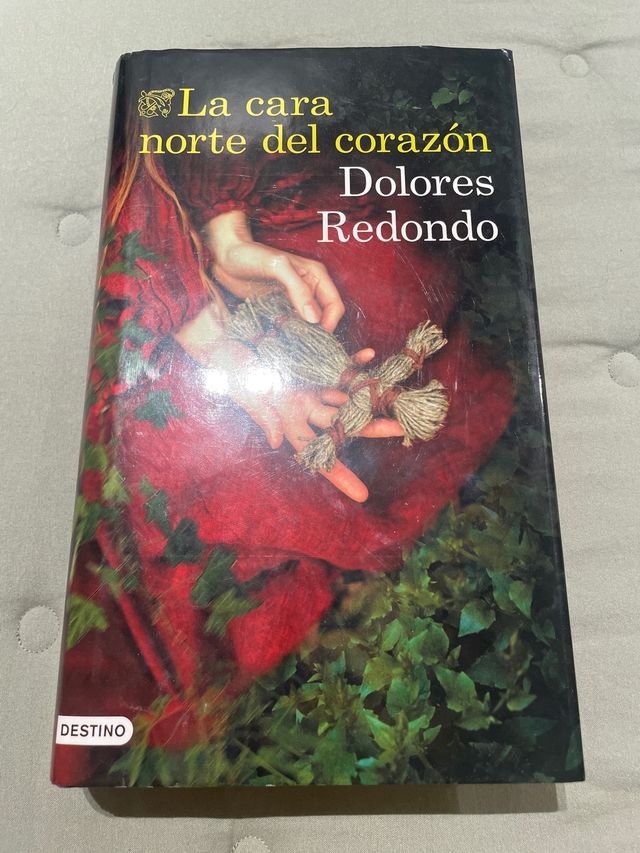 La cara
norte del corazón
Dolores
Redondo
DESTINO